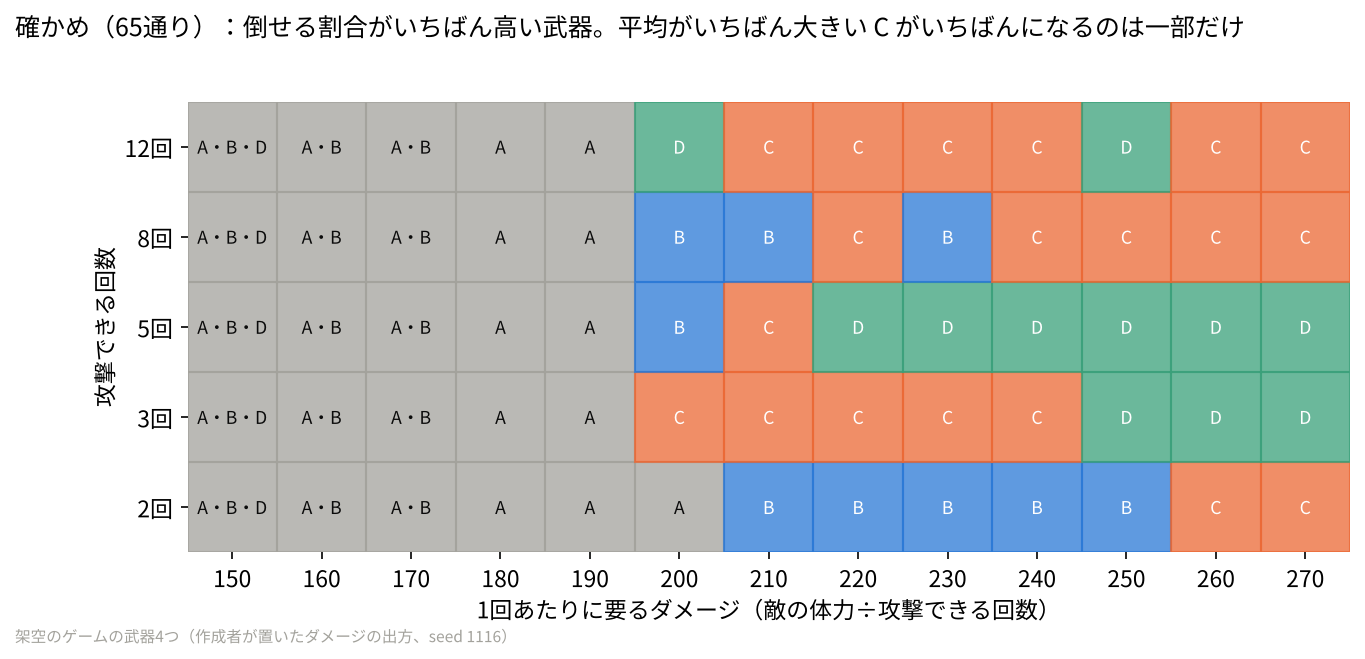 確かめ（65通り）：倒せる割合がいちばん高い武器。平均がいちばん大きい C がいちばんになるのは一部だけ
攻撃できる回数
12回 A・B・D A・B A・B A A D C C C C D C C
8回 A・B・D A・B A・B A A B B C B C C C C
5回 A・B・D A・B A・B A A B C D D D D D D
3回 A・B・D A・B A・B A A C C C C C D D D
2回 A・B・D A・B A・B A A A B B B B B C C
150 160 170 180 190 200 210 220 230 240 250 260 270
1回あたりに要るダメージ（敵の体力÷攻撃できる回数）
架空のゲームの武器4つ（作成者が置いたダメージの出方、seed 1116）